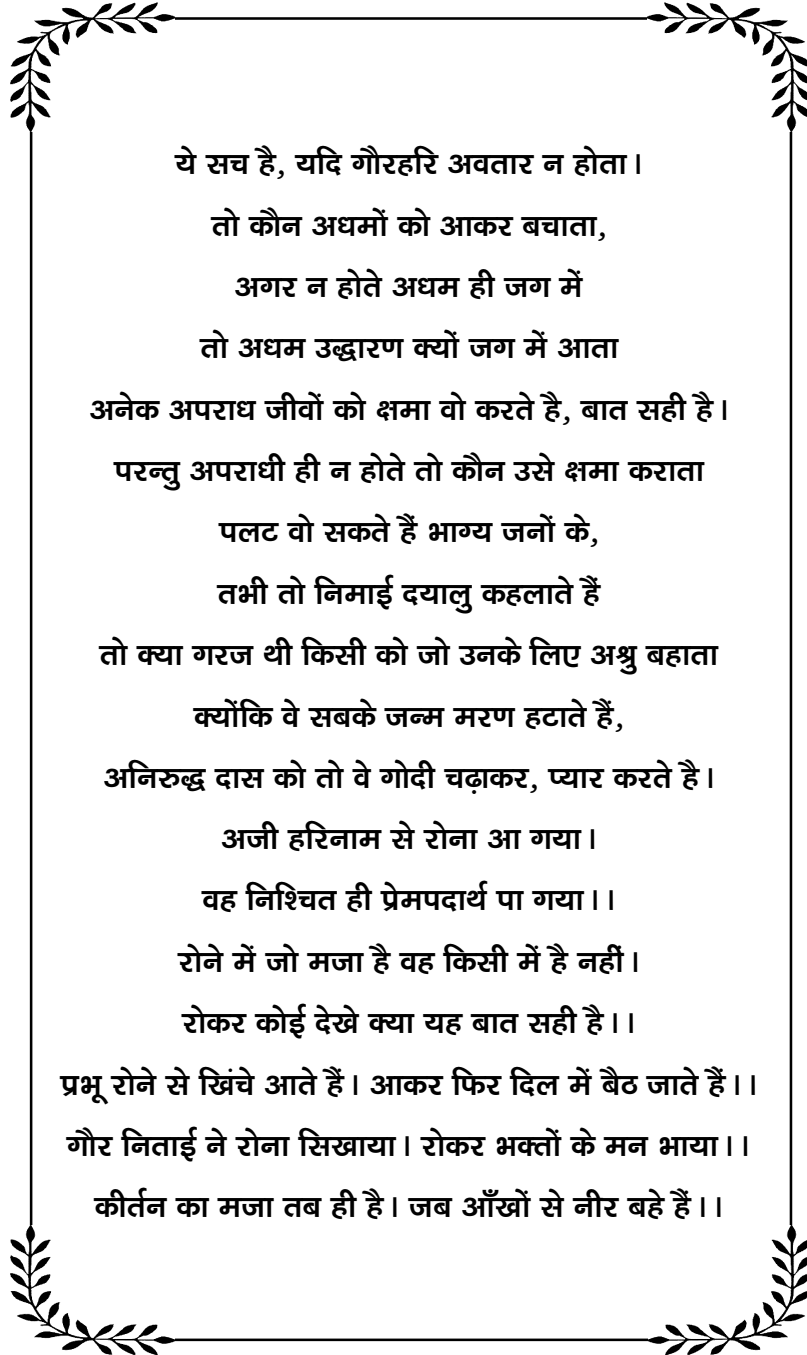 ये सच है, यदि गौरहरि अवतार न होता।
तो कौन अधमों को आकर बचाता,
अगर न होते अधम ही जग में
तो अधम उद्धारण क्यों जग में आता
अनेक अपराध जीवों को क्षमा वो करते है, बात सही है।
परन्तु अपराधी ही न होते तो कौन उसे क्षमा कराता
पलट वो सकते हैं भाग्य जनों के,
तभी तो निमाई दयालु कहलाते हैं
तो क्या गरज थी किसी को जो उनके लिए अश्रु बहाता
क्योंकि वे सबके जन्म मरण हटाते हैं,
अनिरुद्ध दास को तो वे गोदी चढ़ाकर, प्यार करते है।
अजी हरिनाम से रोना आ गया।
वह निश्चित ही प्रेमपदार्थ पा गया।।
रोने में जो मजा है वह किसी में है नहीं।
रोकर कोई देखे क्या यह बात सही है।।
प्रभू रोने से खिंचे आते हैं। आकर फिर दिल में बैठ जाते हैं।।
गौर निताई ने रोना सिखाया। रोकर भक्तों के मन भाया।।
कीर्तन का मजा तब ही है। जब आँखों से नीर बहे हैं।।